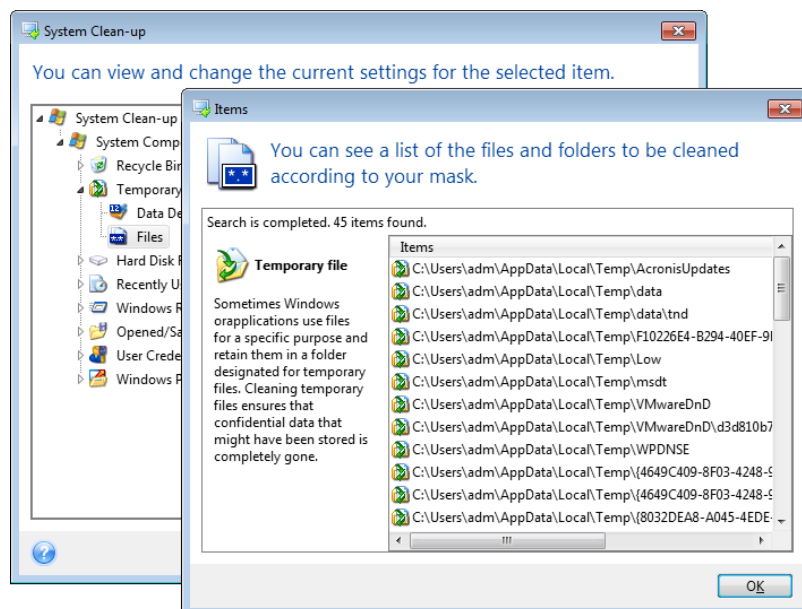 System Clean-up
You can view and change the current settings for the selected item.
System Clean-up
System Comp
Recycle Bin
Temporary
Data De
Files
Hard Disk F
Recently U
Windows R
Opened/Sa
User Crede
Windows P
Items
You can see a list of the files and folders to be cleaned
according to your mask.
Search is completed. 45 items found.
Temporary file
Sometimes Windows
orapplications use files
for a specific purpose and
retain them in a folder
designated for temporary
files. Cleaning temporary
files ensures that
confidential data that
might have been stored is
completely gone.
Items
C:\Users\adm\AppData\Local\Temp\AcronisUpdates
C:\Users\adm\AppData\Local\Temp\data
C:\Users\adm\AppData\Local\Temp\data\tnd
C:\Users\adm\AppData\Local\Temp\F10226E4-B294-40EF-9
C:\Users\adm\AppData\Local\Temp\Low
C:\Users\adm\AppData\Local\Temp\msdt
C:\Users\adm\AppData\Local\Temp\VMwareDnD
C:\Users\adm\AppData\Local\Temp\VMwareDnD\d3d810b7
C:\Users\adm\AppData\Local\Temp\WPDNSE
C:\Users\adm\AppData\Local\Temp\{4649C409-8F03-4248-9
C:\Users\adm\AppData\Local\Temp\{4649C409-8F03-4248-9
C:\Users\adm\AppData\Local\Temp\{8032DEA8-A045-4EDE-
OK